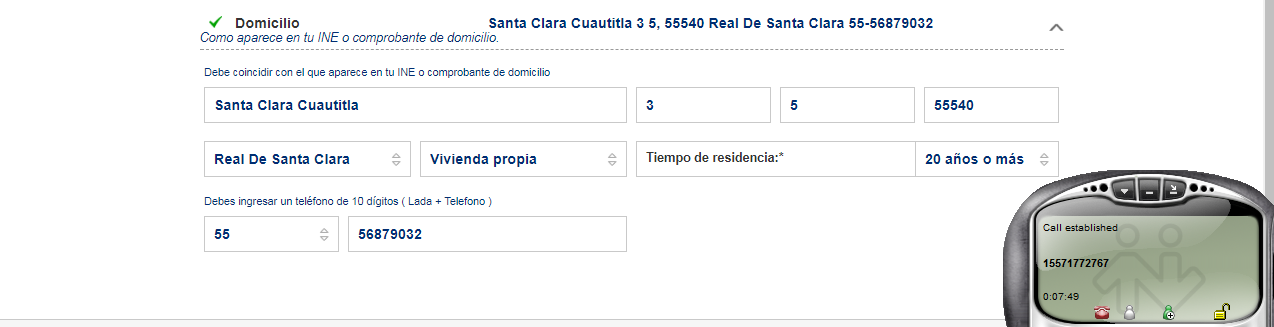 Domicilio Santa Clara Cuautitla 3 5, 55540 Real De Santa Clara 55-56879032
Como aparece en tu INE o comprobante de domicilio.
Debe coincidir con el que aparece en tu INE o comprobante de domicilio
Santa Clara Cuautitla 3 5 55540
Real De Santa Clara Vivienda propia Tiempo de residencia:* 20 años o más
Debes ingresar un teléfono de 10 dígitos ( Lada + Telefono )
55 56879032
Call established
15571772767
0:07:49